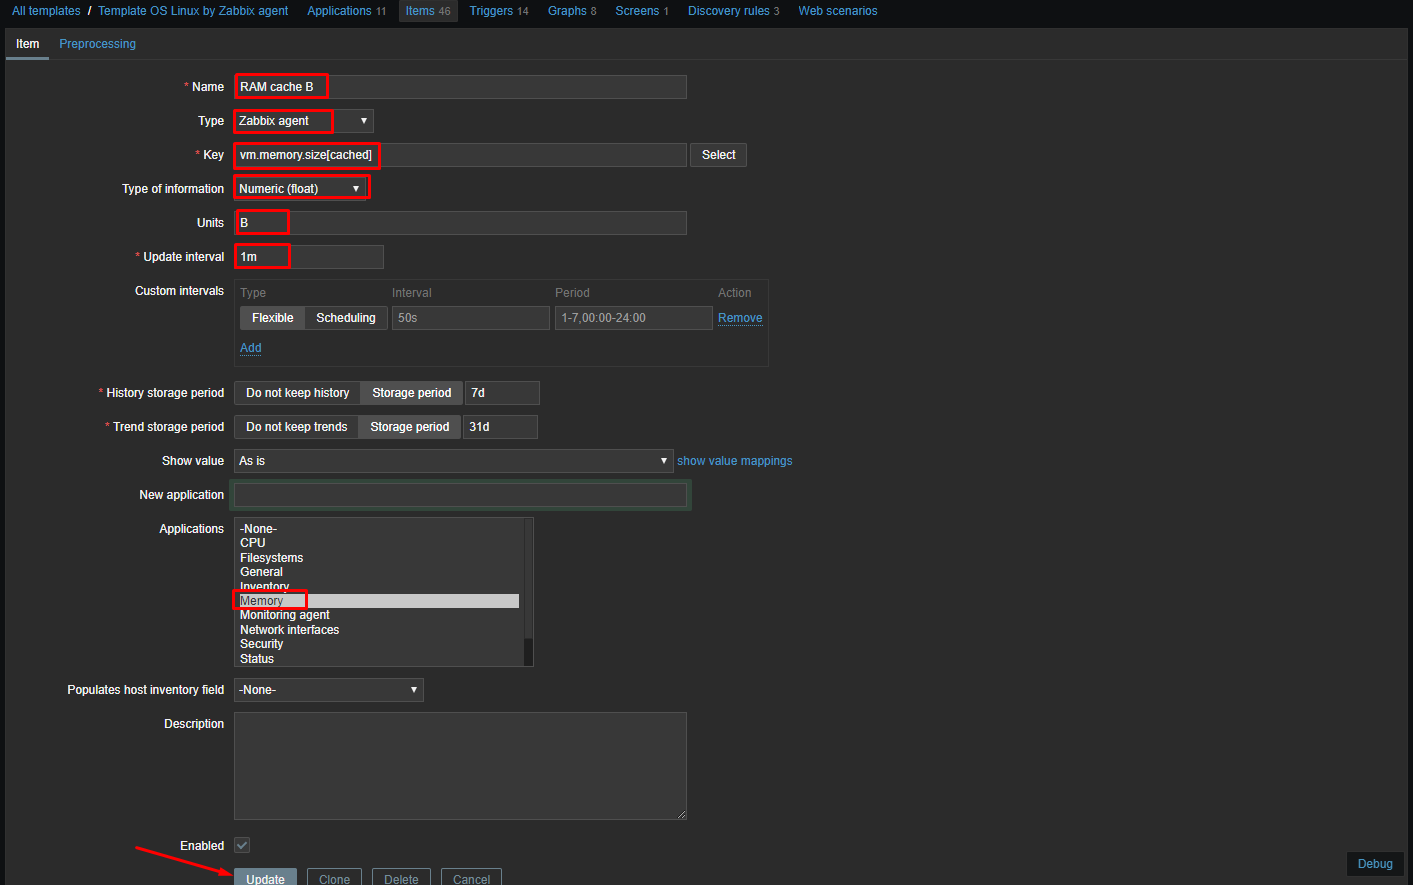 All templates / Template OS Linux by Zabbix agent Applications 11 Items 46 Triggers 14 Graphs 8 Screens 1 Discovery rules 3 Web scenarios
Item Preprocessing
* Name RAM cache B
Type Zabbix agent
* Key vm.memory.size[cached] Select
Type of information Numeric (float)
Units B
* Update interval 1m
Custom intervals Type Interval Period Action
Flexible Scheduling 50s 1-7,00:00-24:00 Remove
Add
* History storage period Do not keep history Storage period 7d
* Trend storage period Do not keep trends Storage period 31d
Show value As is show value mappings
New application
Applications -None-
CPU
Filesystems
General
Inventory
Memory
Monitoring agent
Network interfaces
Security
Status
Populates host inventory field -None-
Description
Enabled
Debug
Update Clone Delete Cancel